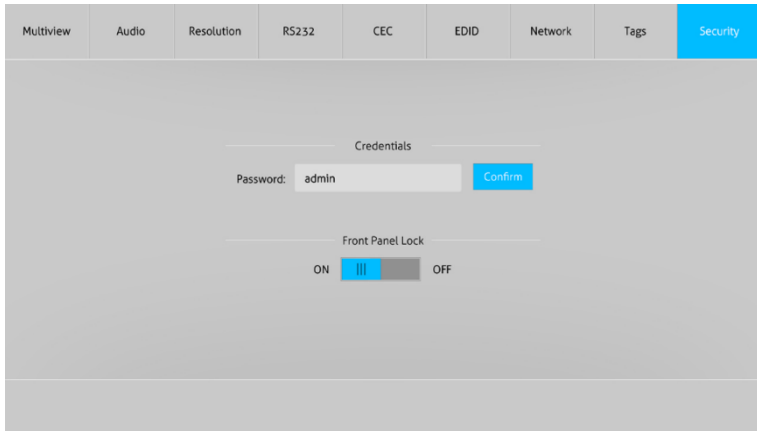 Multiview Audio Resolution RS232 CEC EDID Network Tags Security
Credentials
Password: admin Confirm
Front Panel Lock
ON OFF